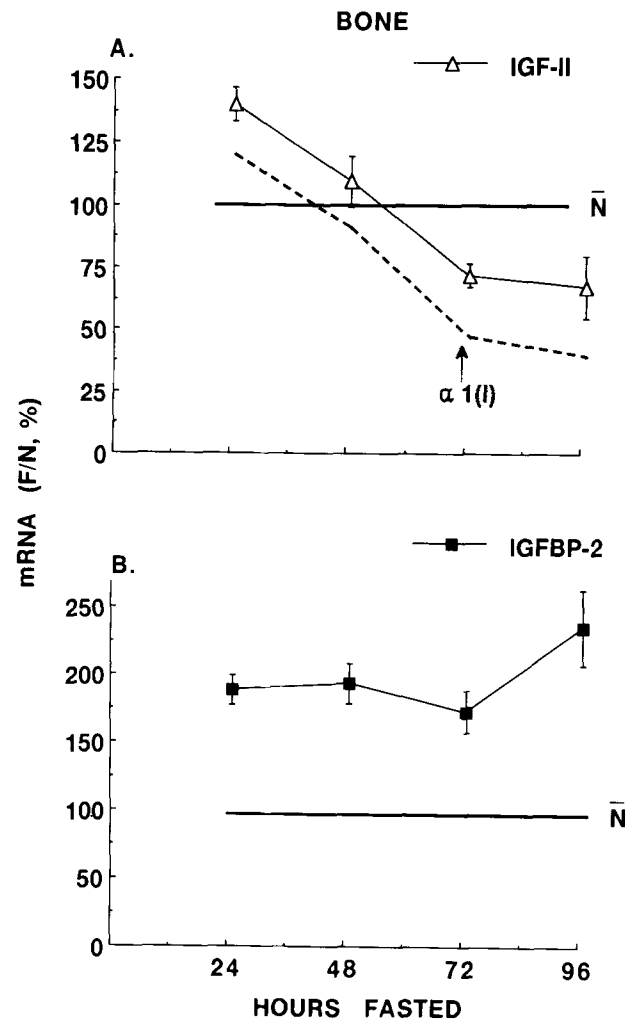 BONE
A.
IGF-II
150
125
100
75
50
25
0
N̄
α 1(I)
mRNA (F/N, %)
B.
IGFBP-2
250
200
150
100
50
0
N̄
24 48 72 96
HOURS FASTED